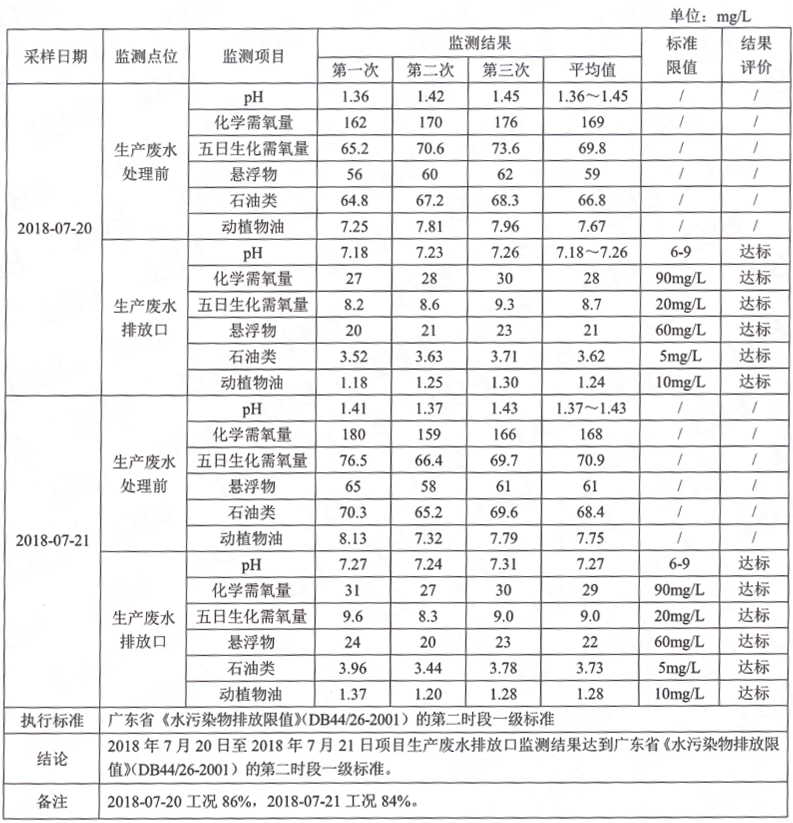 单位：mg/L
采样日期 监测点位 监测项目 监测结果 标准限值 结果评价
第一次 第二次 第三次 平均值
2018-07-20 生产废水处理前 pH 1.36 1.42 1.45 1.36～1.45 / /
化学需氧量 162 170 176 169 / /
五日生化需氧量 65.2 70.6 73.6 69.8 / /
悬浮物 56 60 62 59 / /
石油类 64.8 67.2 68.3 66.8 / /
动植物油 7.25 7.81 7.96 7.67 / /
生产废水排放口 pH 7.18 7.23 7.26 7.18～7.26 6-9 达标
化学需氧量 27 28 30 28 90mg/L 达标
五日生化需氧量 8.2 8.6 9.3 8.7 20mg/L 达标
悬浮物 20 21 23 21 60mg/L 达标
石油类 3.52 3.63 3.71 3.62 5mg/L 达标
动植物油 1.18 1.25 1.30 1.24 10mg/L 达标
2018-07-21 生产废水处理前 pH 1.41 1.37 1.43 1.37～1.43 / /
化学需氧量 180 159 166 168 / /
五日生化需氧量 76.5 66.4 69.7 70.9 / /
悬浮物 65 58 61 61 / /
石油类 70.3 65.2 69.6 68.4 / /
动植物油 8.13 7.32 7.79 7.75 / /
生产废水排放口 pH 7.27 7.24 7.31 7.27 6-9 达标
化学需氧量 31 27 30 29 90mg/L 达标
五日生化需氧量 9.6 8.3 9.0 9.0 20mg/L 达标
悬浮物 24 20 23 22 60mg/L 达标
石油类 3.96 3.44 3.78 3.73 5mg/L 达标
动植物油 1.37 1.20 1.28 1.28 10mg/L 达标
执行标准 广东省《水污染物排放限值》(DB44/26-2001）的第二时段一级标准
结论 2018 年 7 月 20 日至 2018 年 7 月 21 日项目生产废水排放口监测结果达到广东省《水污染物排放限
值》(DB44/26-2001）的第二时段一级标准。
备注 2018-07-20 工况 86%，2018-07-21 工况 84%。